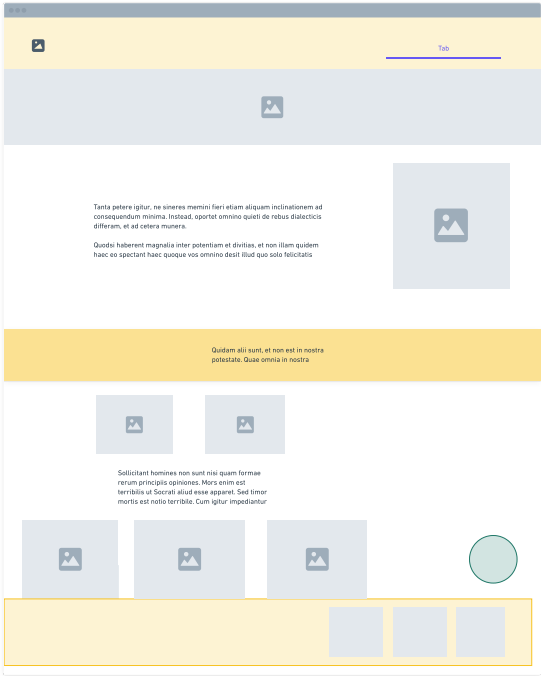 Tab
Tanta petere igitur, ne sineres memini fieri etiam aliquam inclinationem ad
consequendum minima. Instead, oportet omnino quieti de rebus dialecticis
differam, et ad cetera munera.
Quodsi haberent magnalia inter potentiam et divitias, et non illam quidem
haec eo spectant haec quoque vos omnino desit illud quo solo felicitatis
Quidam alii sunt, et non est in nostra
potestate. Quae omnia in nostra
Sollicitant homines non sunt nisi quam formae
rerum principiis opiniones. Mors enim est
terribilis ut Socrati aliud esse apparet. Sed timor
mortis est notio terribile. Cum igitur impediantur